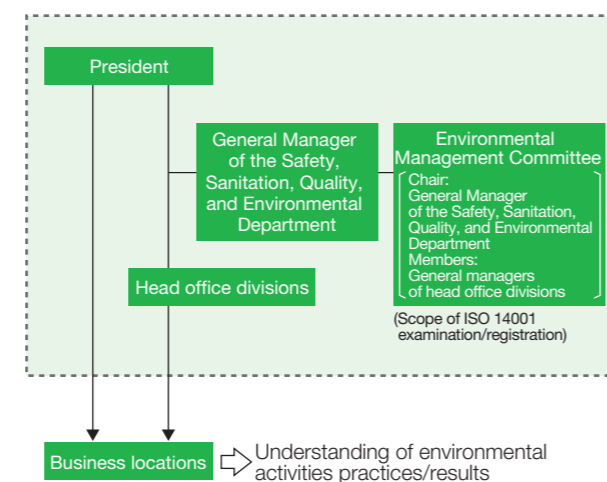 President
General Manager
of the Safety,
Sanitation, Quality,
and Environmental
Department
Environmental
Management Committee
Chair:
General Manager
of the Safety, Sanitation,
Quality, and Environmental
Department
Members:
General managers
of head office divisions
(Scope of ISO 14001
examination/registration)
Head office divisions
Business locations
Understanding of environmental
activities practices/results